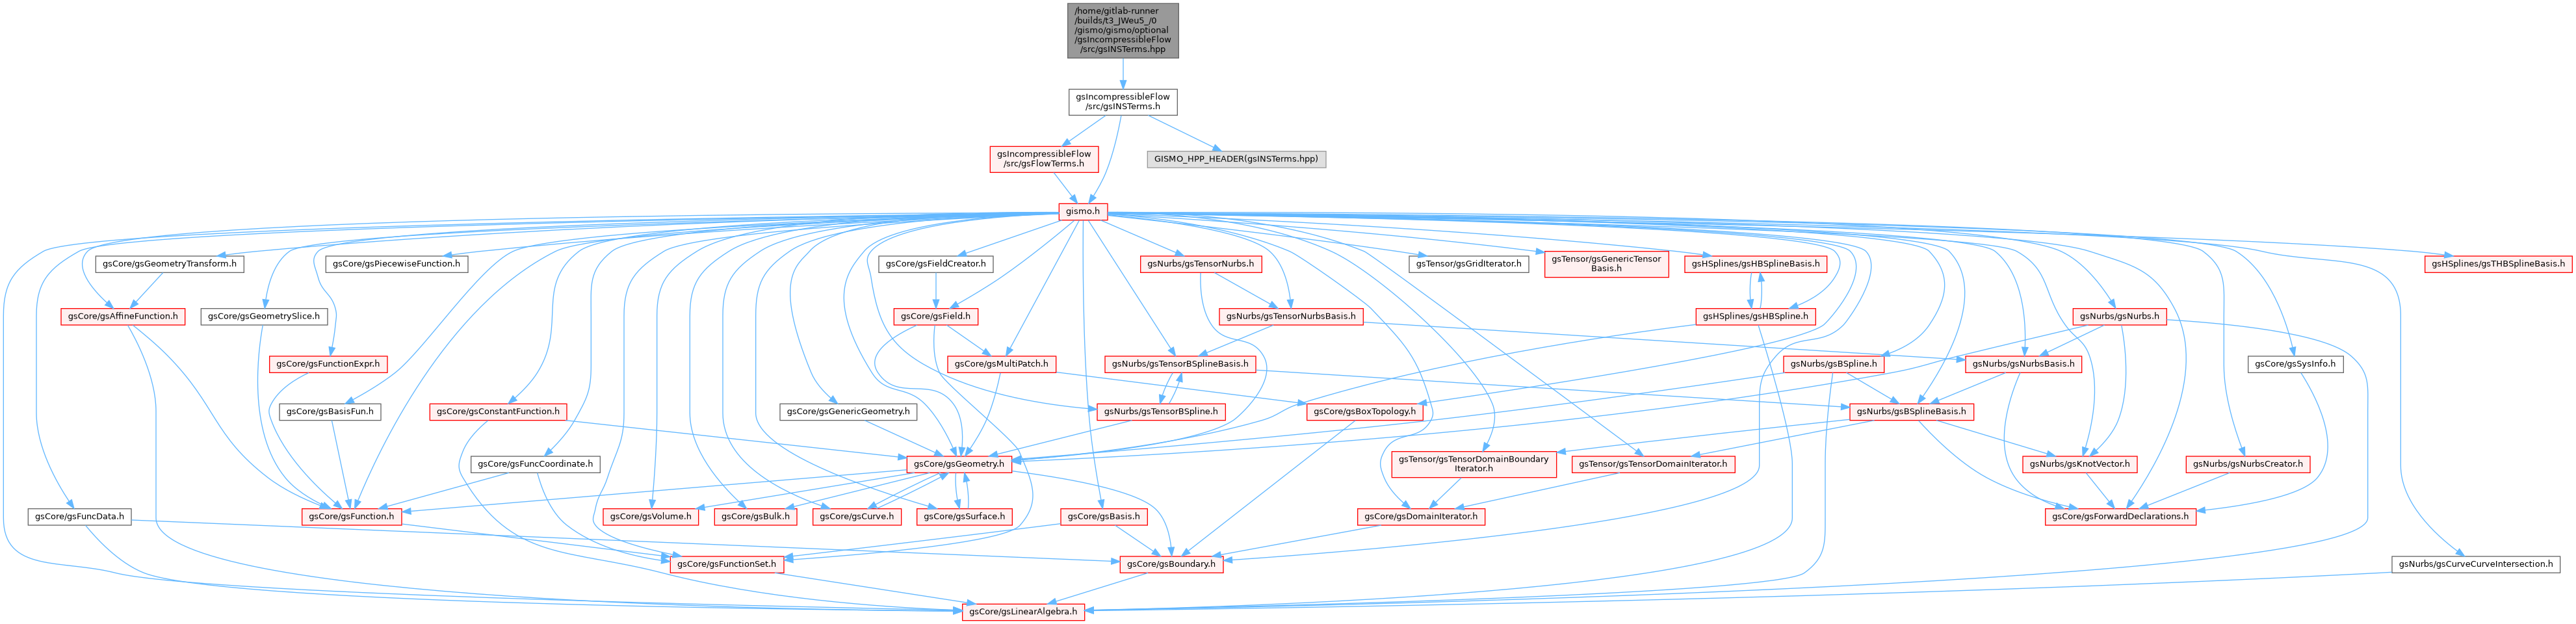 /home/gitlab-runner
/builds/t3_JWeu5_/0
/gismo/gismo/optional
/gsIncompressibleFlow
/src/gsINSTerms.hpp
gsIncompressibleFlow
/src/gsINSTerms.h
gsIncompressibleFlow
/src/gsFlowTerms.h
GISMO_HPP_HEADER(gsINSTerms.hpp)
gismo.h
gsCore/gsGeometryTransform.h
gsCore/gsPiecewiseFunction.h
gsCore/gsFieldCreator.h
gsNurbs/gsTensorNurbs.h
gsTensor/gsGridIterator.h
gsTensor/gsGenericTensor
Basis.h
gsHSplines/gsHBSplineBasis.h
gsHSplines/gsTHBSplineBasis.h
gsCore/gsAffineFunction.h
gsCore/gsGeometrySlice.h
gsCore/gsField.h
gsNurbs/gsTensorNurbsBasis.h
gsHSplines/gsHBSpline.h
gsNurbs/gsNurbs.h
gsCore/gsFunctionExpr.h
gsCore/gsMultiPatch.h
gsNurbs/gsTensorBSplineBasis.h
gsNurbs/gsBSpline.h
gsNurbs/gsNurbsBasis.h
gsCore/gsSysInfo.h
gsCore/gsBasisFun.h
gsCore/gsConstantFunction.h
gsCore/gsGenericGeometry.h
gsNurbs/gsTensorBSpline.h
gsCore/gsBoxTopology.h
gsNurbs/gsBSplineBasis.h
gsCore/gsFuncCoordinate.h
gsCore/gsGeometry.h
gsTensor/gsTensorDomainBoundary
Iterator.h
gsTensor/gsTensorDomainIterator.h
gsNurbs/gsKnotVector.h
gsNurbs/gsNurbsCreator.h
gsCore/gsFuncData.h
gsCore/gsFunction.h
gsCore/gsVolume.h
gsCore/gsBulk.h
gsCore/gsCurve.h
gsCore/gsSurface.h
gsCore/gsBasis.h
gsCore/gsDomainIterator.h
gsCore/gsForwardDeclarations.h
gsCore/gsFunctionSet.h
gsCore/gsBoundary.h
gsNurbs/gsCurveCurveIntersection.h
gsCore/gsLinearAlgebra.h